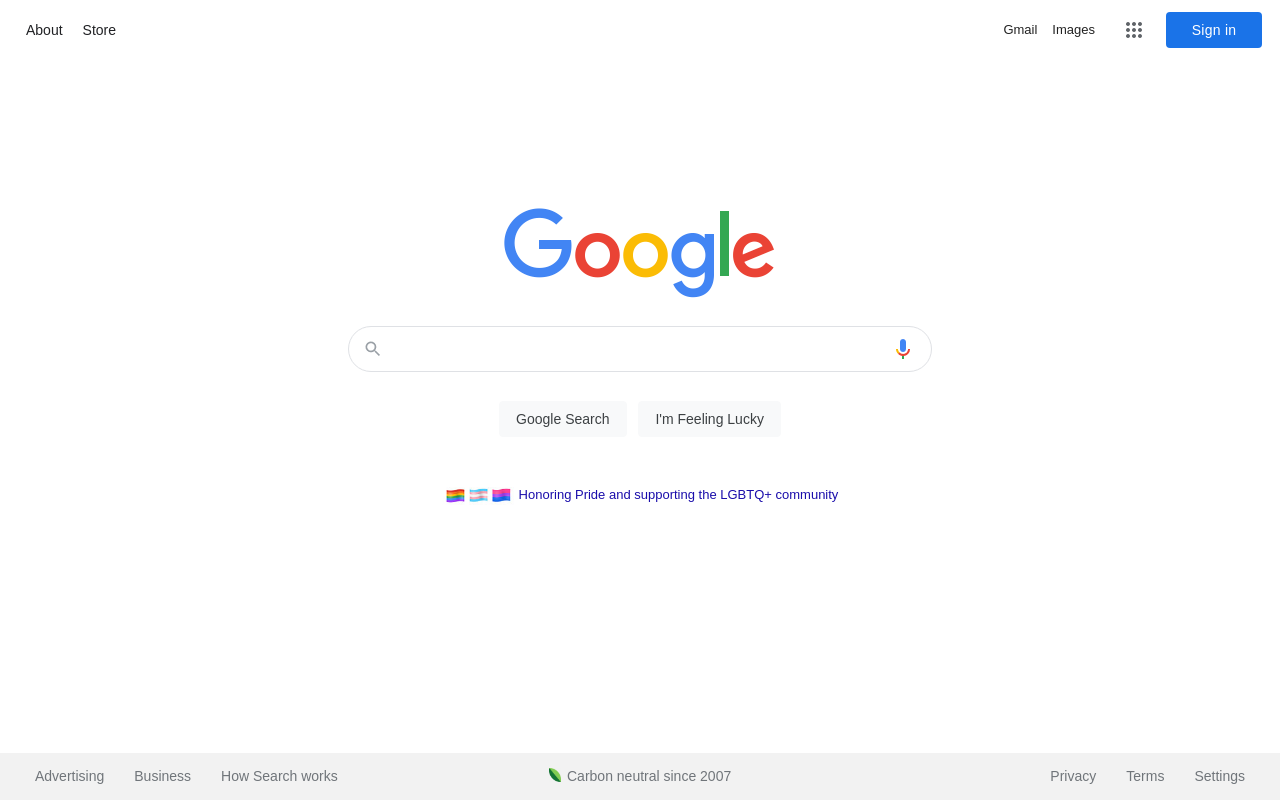 About Store
Gmail Images Sign in
Google
Google Search I'm Feeling Lucky
Honoring Pride and supporting the LGBTQ+ community
Advertising Business How Search works
Carbon neutral since 2007
Privacy Terms Settings